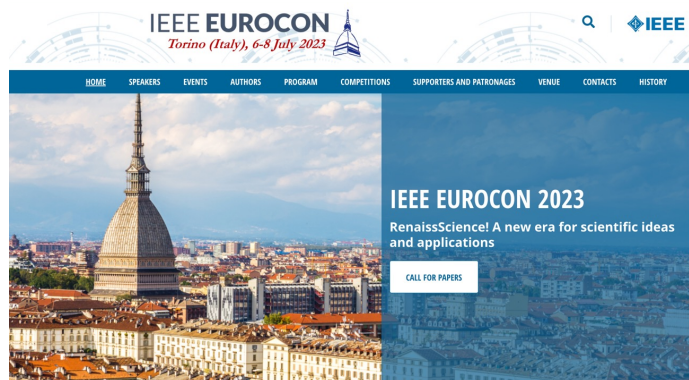 IEEE EUROCON
Torino (Italy), 6-8 July 2023
IEEE
HOME SPEAKERS EVENTS AUTHORS PROGRAM COMPETITIONS SUPPORTERS AND PATRONAGES VENUE CONTACTS HISTORY
IEEE EUROCON 2023
RenaissScience! A new era for scientific ideas
and applications
CALL FOR PAPERS